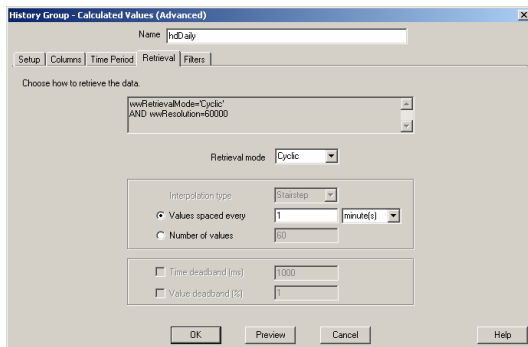 History Group - Calculated Values (Advanced)
Name hdDaily
Setup Columns Time Period Retrieval Filters
Choose how to retrieve the data.
wwRetrievalMode='Cyclic'
AND wwResolution=60000
Retrieval mode Cyclic
Interpolation type Stairstep
Values spaced every 1 minute(s)
Number of values 60
Time deadband (ms) 1000
Value deadband (%) 1
OK Preview Cancel Help